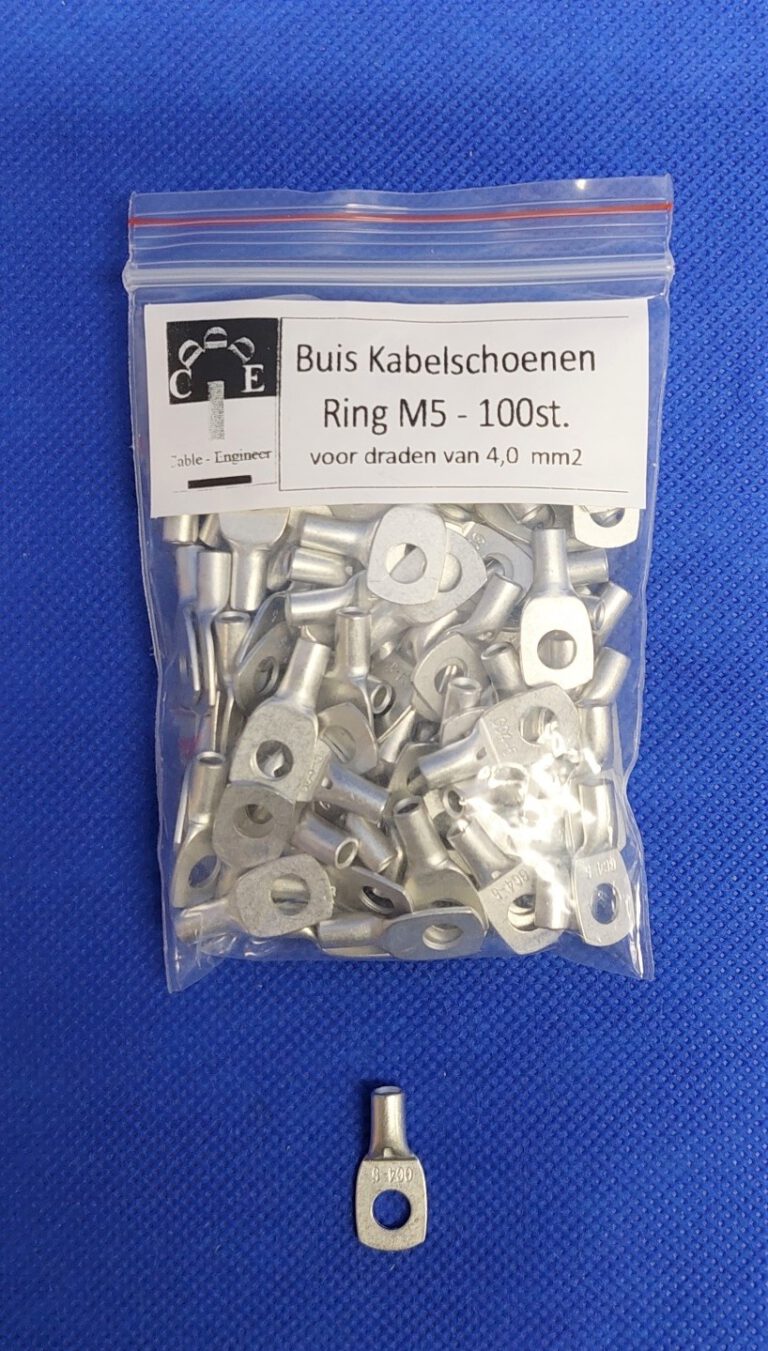 C E
Cable - Engineer
Buis Kabelschoenen
Ring M5 - 100st.
voor draden van 4,0 mm2